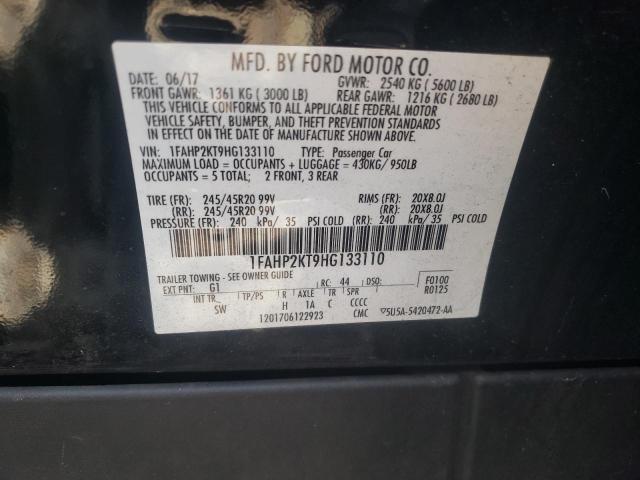 MFD. BY FORD MOTOR CO.
DATE: 06/17 GVWR: 2540 KG ( 5600 LB)
FRONT GAWR: 1361 KG ( 3000 LB) REAR GAWR: 1216 KG ( 2680 LB)
THIS VEHICLE CONFORMS TO ALL APPLICABLE FEDERAL MOTOR
VEHICLE SAFETY, BUMPER, AND THEFT PREVENTION STANDARDS
IN EFFECT ON THE DATE OF MANUFACTURE SHOWN ABOVE.
VIN: 1FAHP2KT9HG133110 TYPE: Passenger Car
MAXIMUM LOAD = OCCUPANTS + LUGGAGE = 430KG/ 950LB
OCCUPANTS = 5 TOTAL; 2 FRONT, 3 REAR
TIRE (FR): 245/45R20 99V RIMS (FR): 20X8.0J
(RR): 245/45R20 99V (RR): 20X8.0J
PRESSURE (FR): 240 kPa/ 35 PSI COLD (RR): 240 kPa/ 35 PSI COLD
1FAHP2KT9HG133110
TRAILER TOWING - SEE OWNER GUIDE
EXT PNT: G1 RC: 44 DSO: F0100
R0125
INT TR TP/PS R AXLE TR SPR
SW H 1A C CCCC
1201706122923 CMC ▽5U5A-5420472-AA